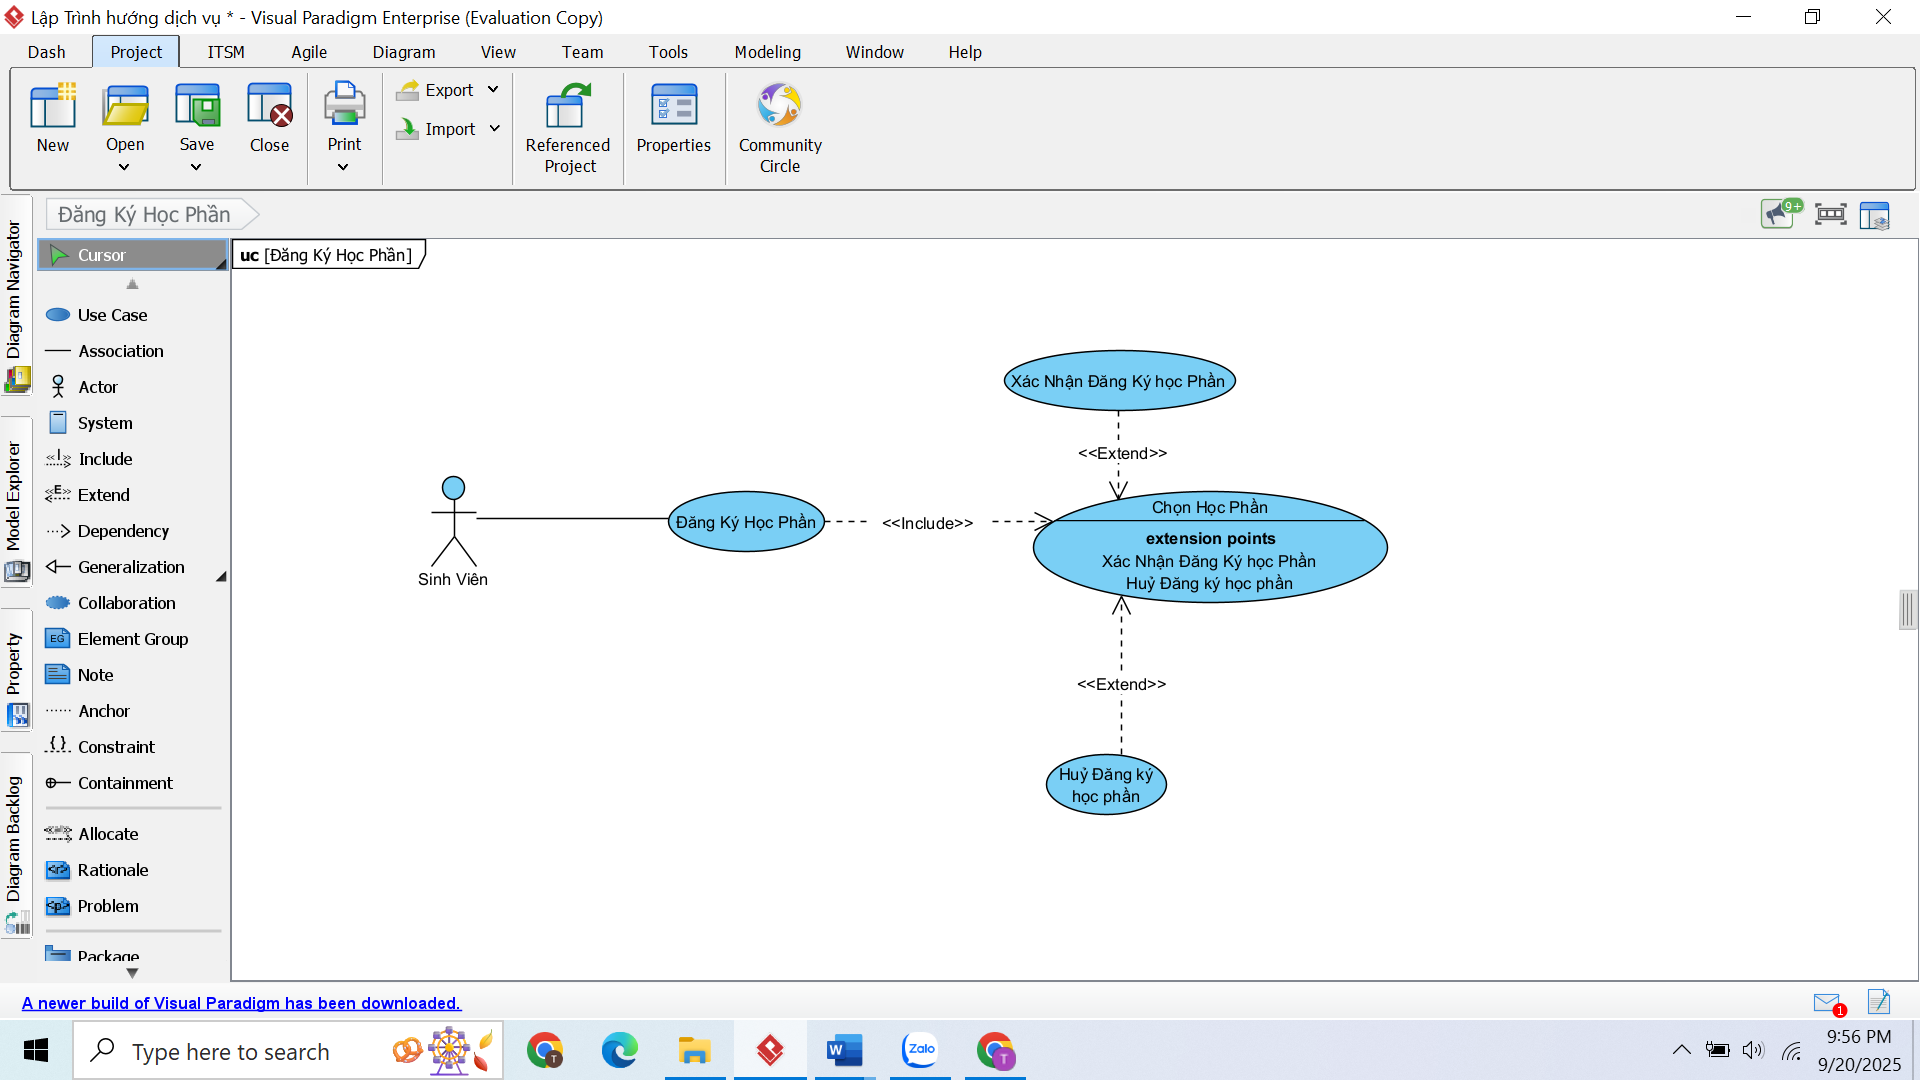 Lập Trình hướng dịch vụ * - Visual Paradigm Enterprise (Evaluation Copy)
Dash Project ITSM Agile Diagram View Team Tools Modeling Window Help
New
Open
Save
Close
Print
Export
Import
Referenced
Project
Properties
Community
Circle
Đăng Ký Học Phần
9+
Diagram Navigator
Model Explorer
Property
Diagram Backlog
Cursor
Use Case
Association
Actor
System
<<I>> Include
<<E>> Extend
Dependency
Generalization
Collaboration
EG Element Group
Note
Anchor
{ } Constraint
Containment
Allocate
<r> Rationale
<p> Problem
Package
uc [Đăng Ký Học Phần]
Xác Nhận Đăng Ký học Phần
<<Extend>>
Sinh Viên
Đăng Ký Học Phần
<<Include>>
Chọn Học Phần
extension points
Xác Nhận Đăng Ký học Phần
Huỷ Đăng ký học phần
<<Extend>>
Huỷ Đăng ký
học phần
A newer build of Visual Paradigm has been downloaded.
1
Type here to search
T
W
Zalo
T
9:56 PM
9/20/2025